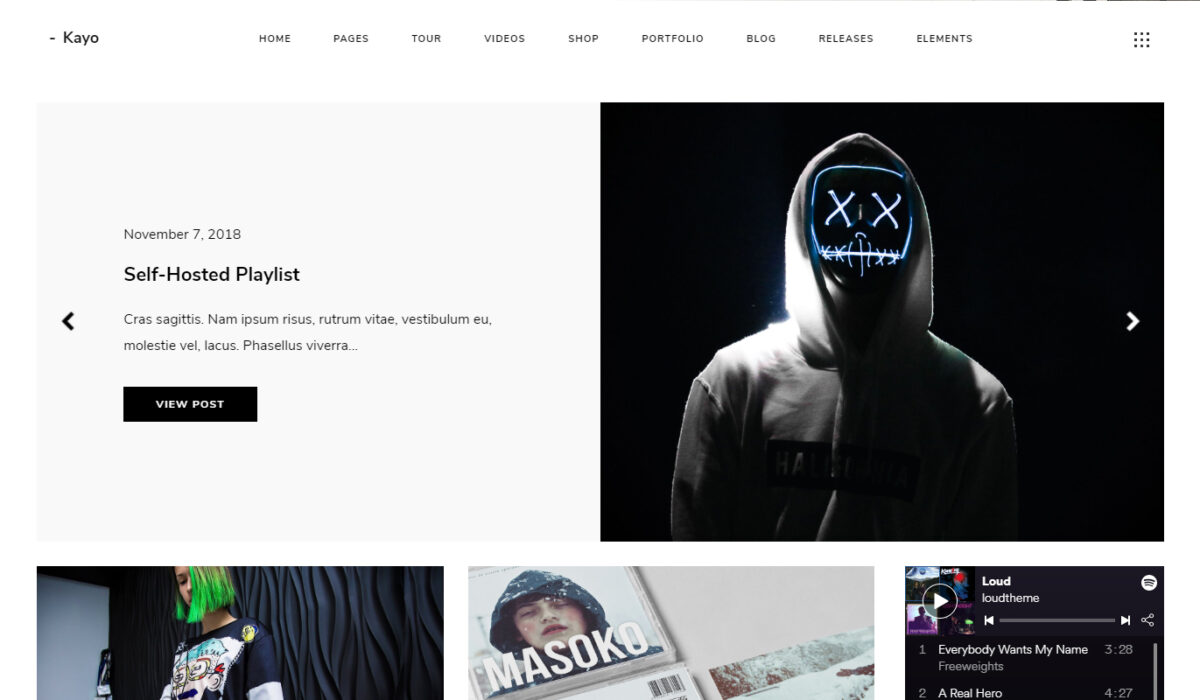 - Kayo
HOME PAGES TOUR VIDEOS SHOP PORTFOLIO BLOG RELEASES ELEMENTS
November 7, 2018
Self-Hosted Playlist
Cras sagittis. Nam ipsum risus, rutrum vitae, vestibulum eu,
molestie vel, lacus. Phasellus viverra...
VIEW POST
MASOKO
Loud
loudtheme
1 Everybody Wants My Name 3:28
Freeweights
2 A Real Hero 4:27